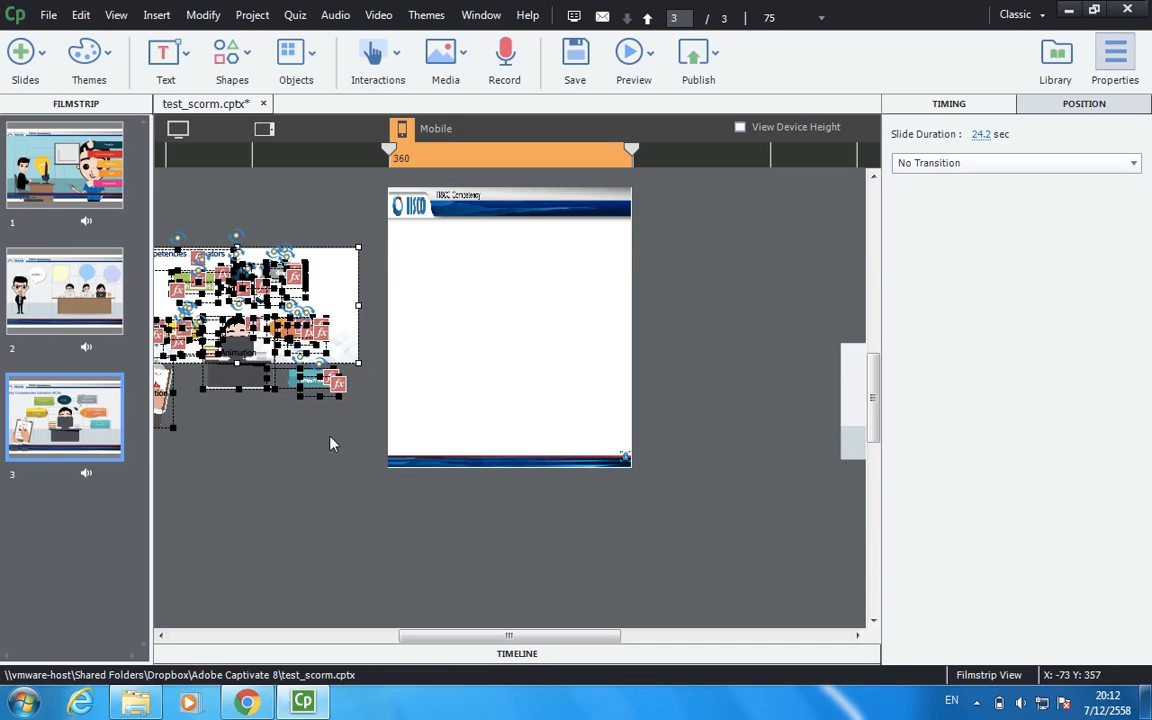 Cp File Edit View Insert Modify Project Quiz Audio Video Themes Window Help 3 / 3 75 Classic
Slides Themes Text Shapes Objects Interactions Media Record Save Preview Publish Library Properties
FILMSTRIP test_scorm.cptx* × TIMING POSITION
Mobile View Device Height
Slide Duration : 24.2 sec
360
No Transition
1
2
3
Animation
TIMELINE
\\vmware-host\Shared Folders\Dropbox\Adobe Captivate 8\test_scorm.cptx Filmstrip View X: -73 Y: 357
EN 20:12
7/12/2558